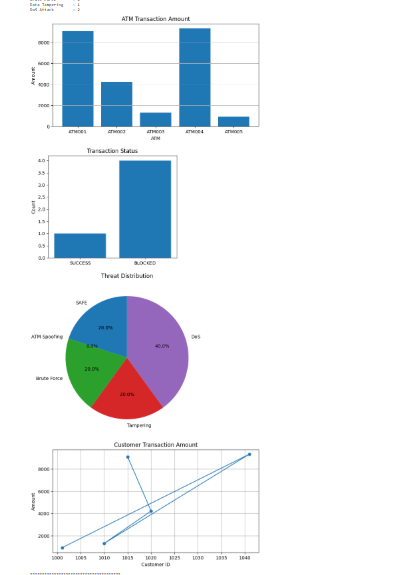 Data Tampering : 1
DoS Attack : 2
ATM Transaction Amount
8000
6000
4000
2000
0
Amount
ATM001 ATM002 ATM003 ATM004 ATM005
ATM
Transaction Status
4.0
3.5
3.0
2.5
2.0
1.5
1.0
0.5
0.0
Count
SUCCESS BLOCKED
Threat Distribution
SAFE
20.0%
ATM Spoofing
0.0%
DoS
40.0%
Brute Force
20.0%
20.0%
Tampering
Customer Transaction Amount
8000
6000
4000
2000
Amount
1000 1005 1010 1015 1020 1025 1030 1035 1040
Customer ID